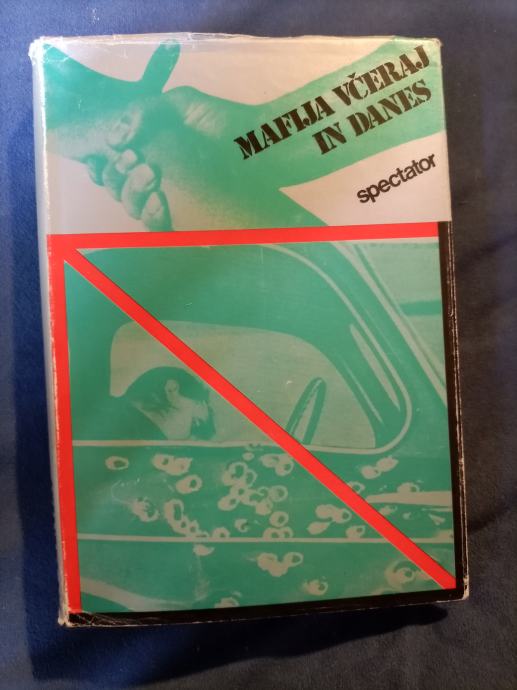 MAFIJA VČERAJ
IN DANES
spectator